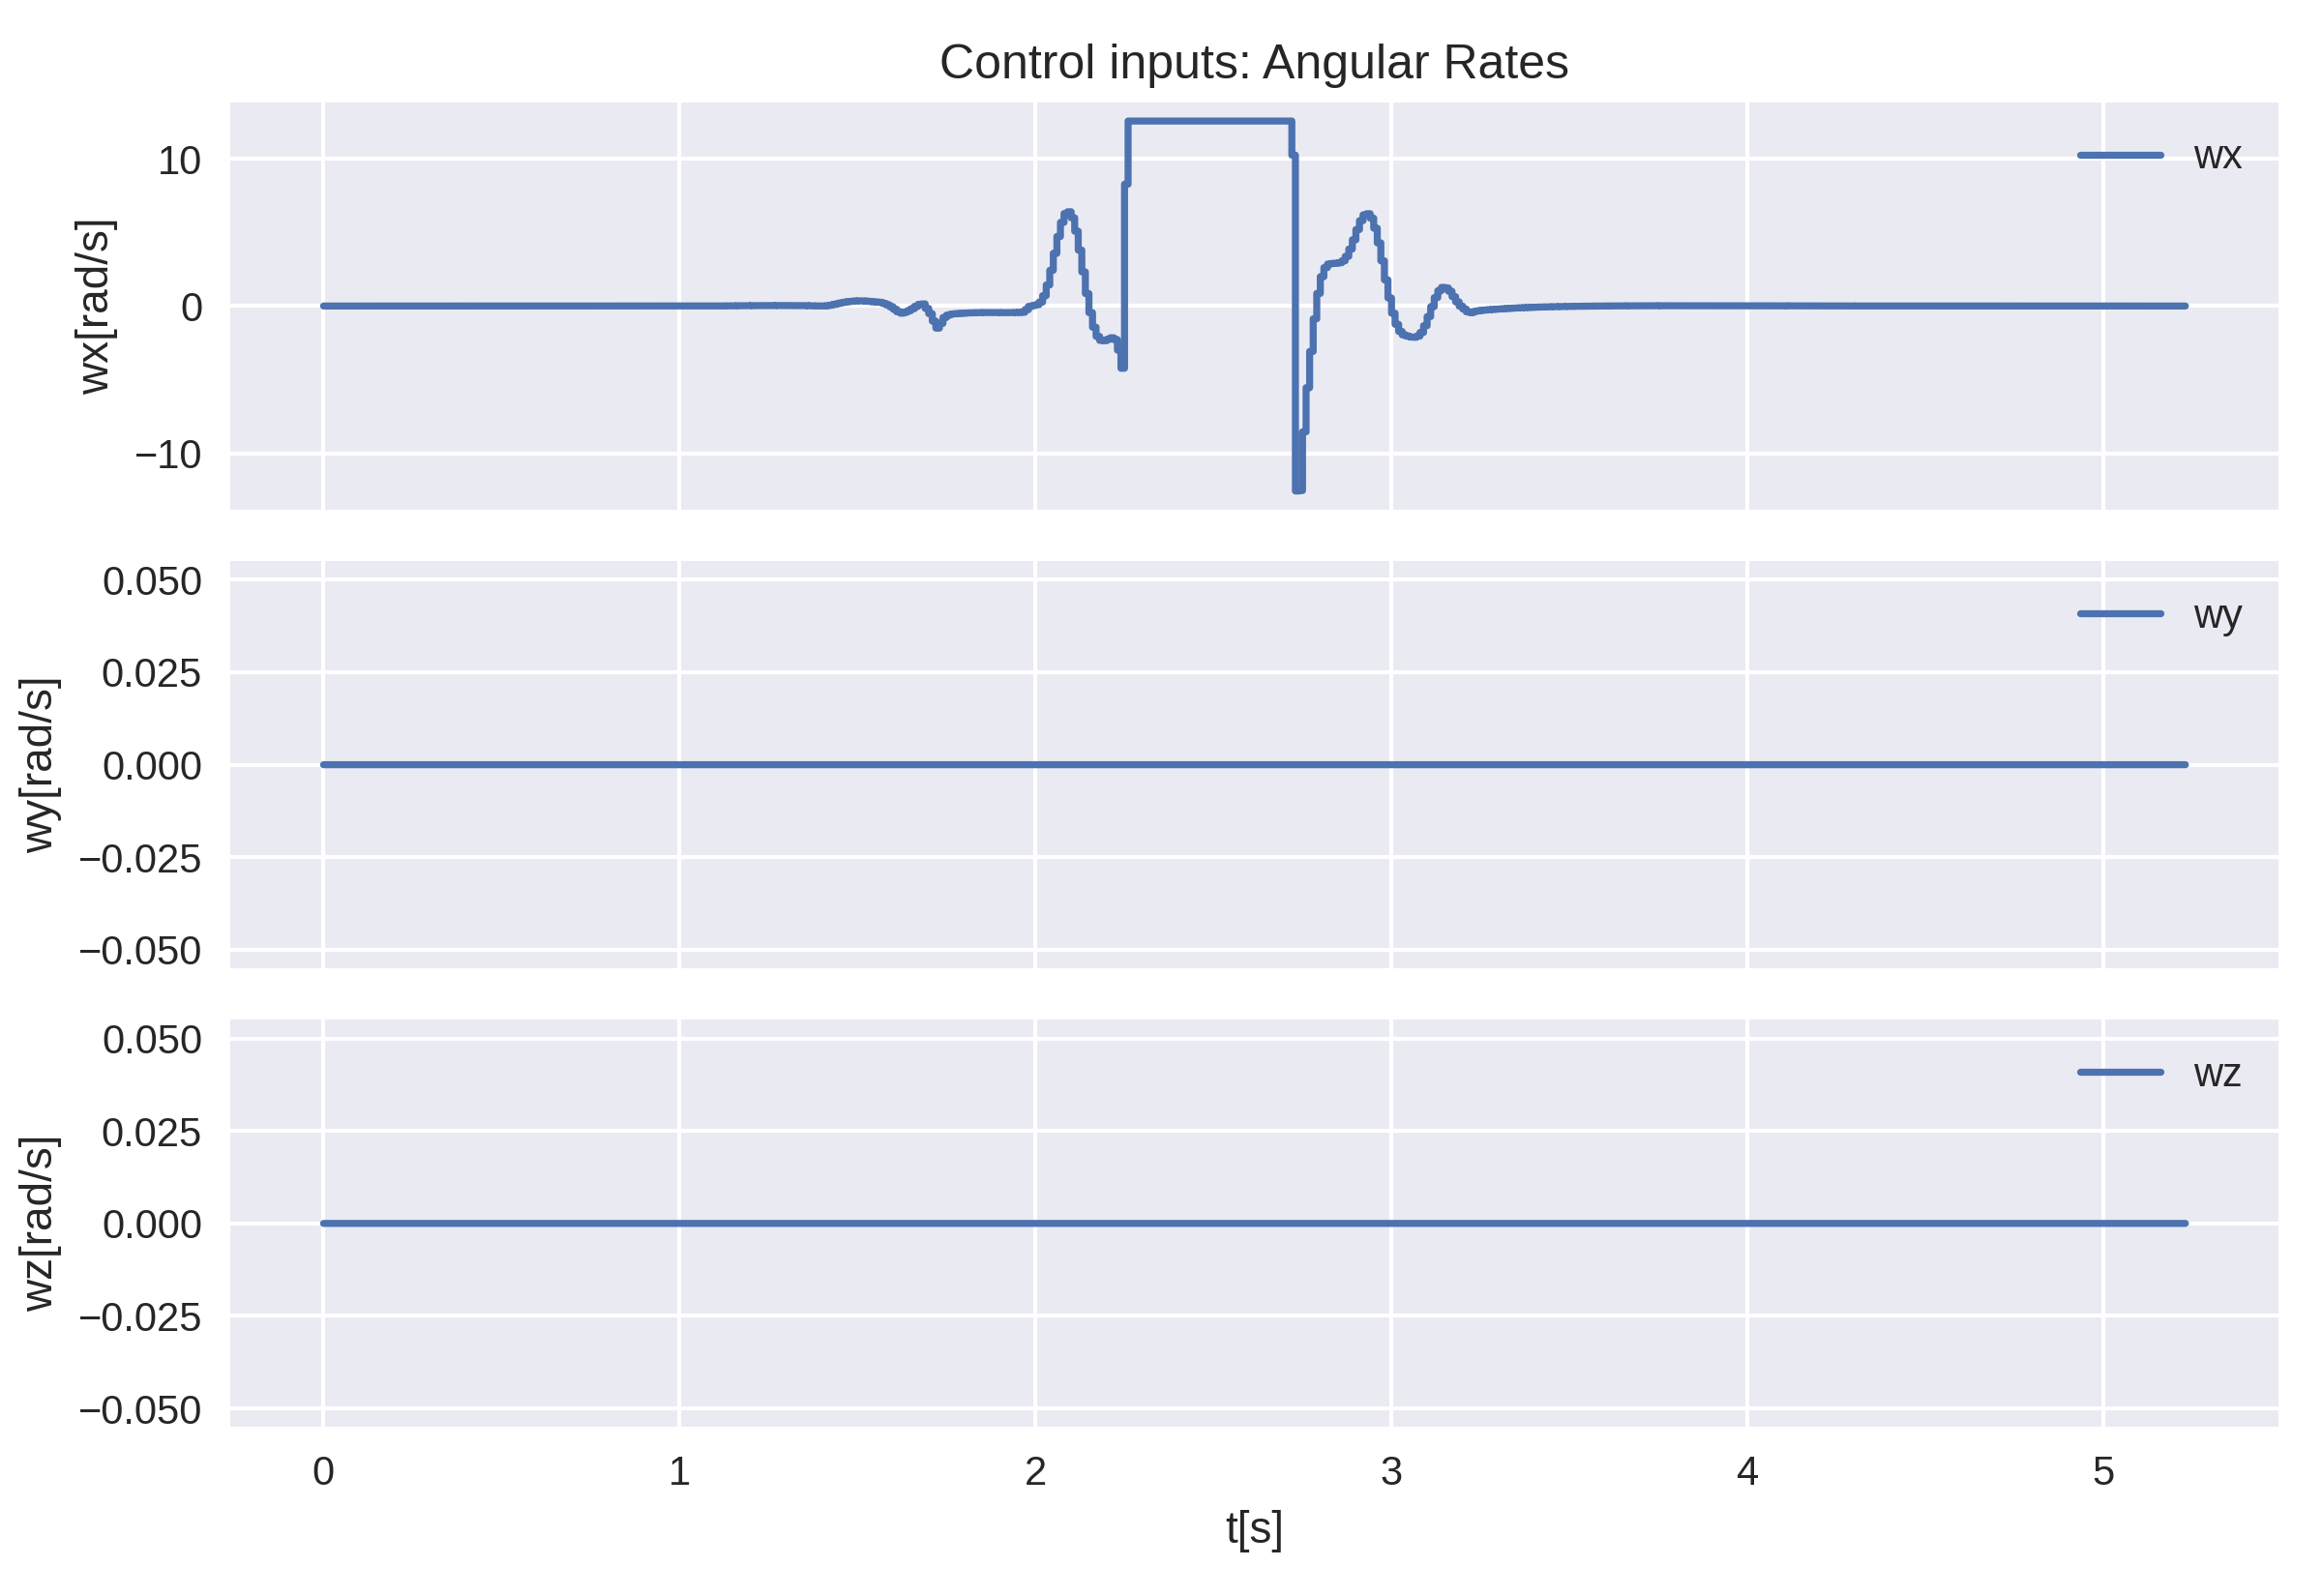 Control inputs: Angular Rates
wx[rad/s]
10
0
−10
wx
wy[rad/s]
0.050
0.025
0.000
−0.025
−0.050
wy
wz[rad/s]
0.050
0.025
0.000
−0.025
−0.050
wz
0 1 2 3 4 5
t[s]